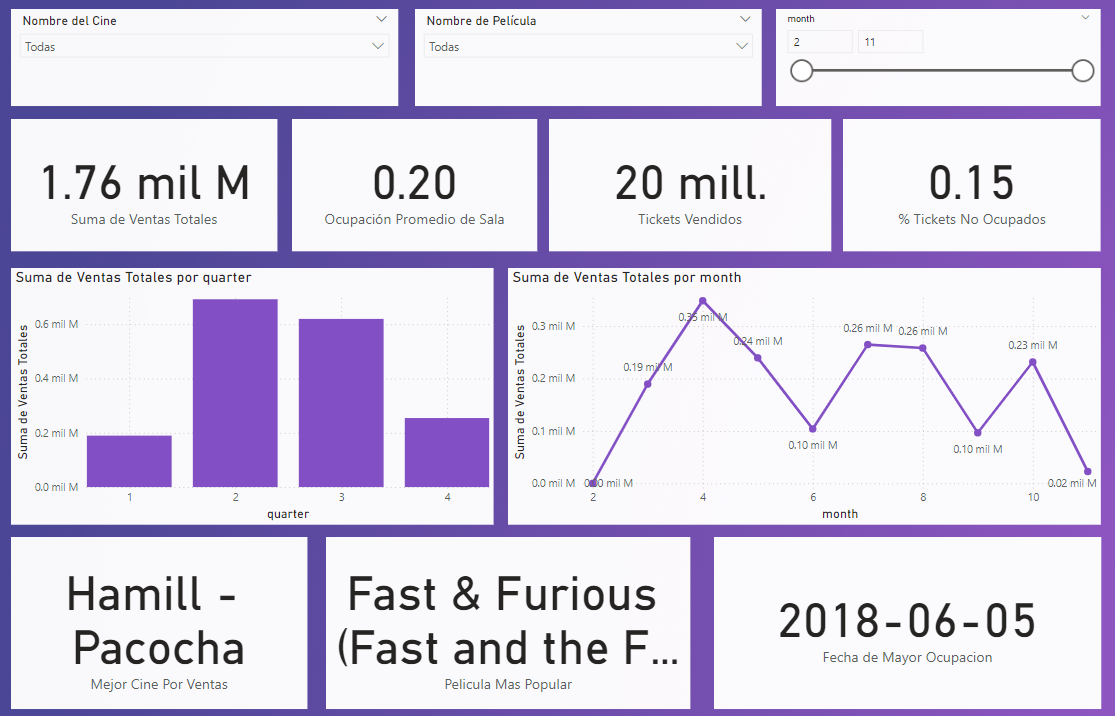 Nombre del Cine
Todas
Nombre de Película
Todas
month
2
11
1.76 mil M
Suma de Ventas Totales
0.20
Ocupación Promedio de Sala
20 mill.
Tickets Vendidos
0.15
% Tickets No Ocupados
Suma de Ventas Totales por quarter
Suma de Ventas Totales
0.6 mil M
0.4 mil M
0.2 mil M
0.0 mil M
1
2
3
4
quarter
Suma de Ventas Totales por month
Suma de Ventas Totales
0.3 mil M
0.2 mil M
0.1 mil M
0.0 mil M
0.00 mil M
0.19 mil M
0.35 mil M
0.24 mil M
0.10 mil M
0.26 mil M
0.26 mil M
0.10 mil M
0.23 mil M
0.02 mil M
2
4
6
8
10
month
Hamill -
Pacocha
Mejor Cine Por Ventas
Fast & Furious
(Fast and the F...
Pelicula Mas Popular
2018-06-05
Fecha de Mayor Ocupacion